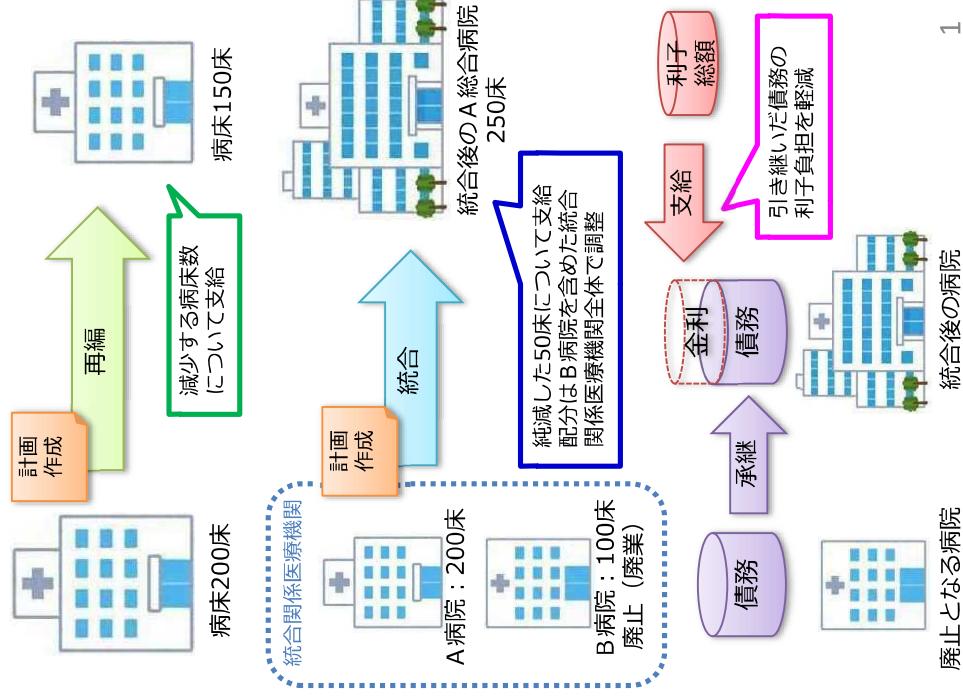 病床200床
計画
作成
再編
減少する病床数
について支給
病床150床
統合関係医療機関
A病院：200床
B病院：100床
廃止（廃業）
計画
作成
統合
純減した50床について支給
配分はB病院を含めた統合
関係医療機関全体で調整
統合後のA総合病院
250床
債務
廃止となる病院
承継
金利
債務
統合後の病院
支給
引き継いだ債務の
利子負担を軽減
利子
総額
1